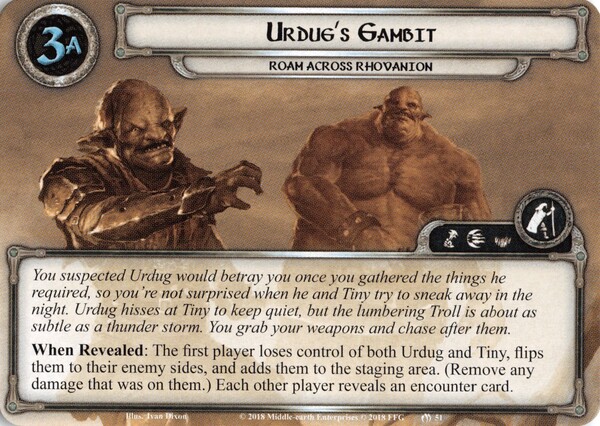 3A
Urdug's Gambit
Roam Across Rhovanion
You suspected Urdug would betray you once you gathered the things he
required, so you're not surprised when he and Tiny try to sneak away in the
night. Urdug hisses at Tiny to keep quiet, but the lumbering Troll is about as
subtle as a thunder storm. You grab your weapons and chase after them.
When Revealed: The first player loses control of both Urdug and Tiny, flips
them to their enemy sides, and adds them to the staging area. (Remove any
damage that was on them.) Each other player reveals an encounter card.
Illus. Ivan Dixon © 2018 Middle-earth Enterprises © 2018 FFG 51